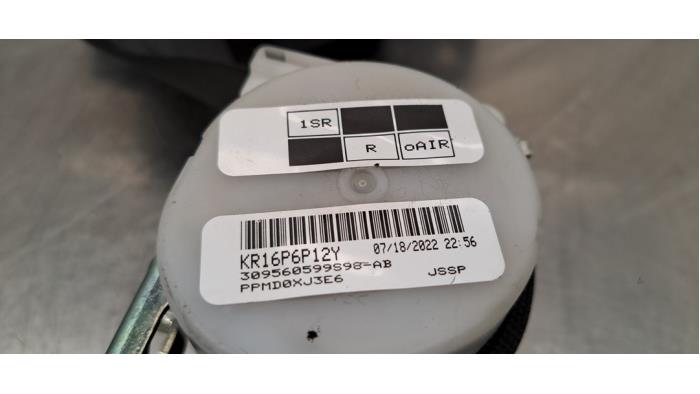 1SR
R oAIR
KR16P6P12Y 07/18/2022 22:56
309560599S98-AB JSSP
PPMD0XJ3E6